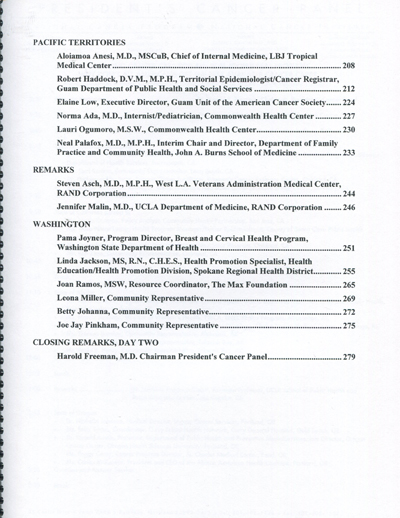 PACIFIC TERRITORIES
Aloiamoa Anesi, M.D., MSCuB, Chief of Internal Medicine, LBJ Tropical
Medical Center 208
Robert Haddock, D.V.M., M.P.H., Territorial Epidemiologist/Cancer Registrar,
Guam Department of Public Health and Social Services 212
Elaine Low, Executive Director, Guam Unit of the American Cancer Society 224
Norma Ada, M.D., Internist/Pediatrician, Commonwealth Health Center 227
Lauri Ogumoro, M.S.W., Commonwealth Health Center 230
Neal Palafox, M.D., M.P.H., Interim Chair and Director, Department of Family
Practice and Community Health, John A. Burns School of Medicine 233
REMARKS
Steven Asch, M.D., M.P.H., West L.A. Veterans Administration Medical Center,
RAND Corporation 244
Jennifer Malin, M.D., UCLA Department of Medicine, RAND Corporation 246
WASHINGTON
Pama Joyner, Program Director, Breast and Cervical Health Program,
Washington State Department of Health 251
Linda Jackson, MS, R.N., C.H.E.S., Health Promotion Specialist, Health
Education/Health Promotion Division, Spokane Regional Health District 255
Joan Ramos, MSW, Resource Coordinator, The Max Foundation 265
Leona Miller, Community Representative 269
Betty Johanna, Community Representative 272
Joe Jay Pinkham, Community Representative 275
CLOSING REMARKS, DAY TWO
Harold Freeman, M.D. Chairman President's Cancer Panel 279